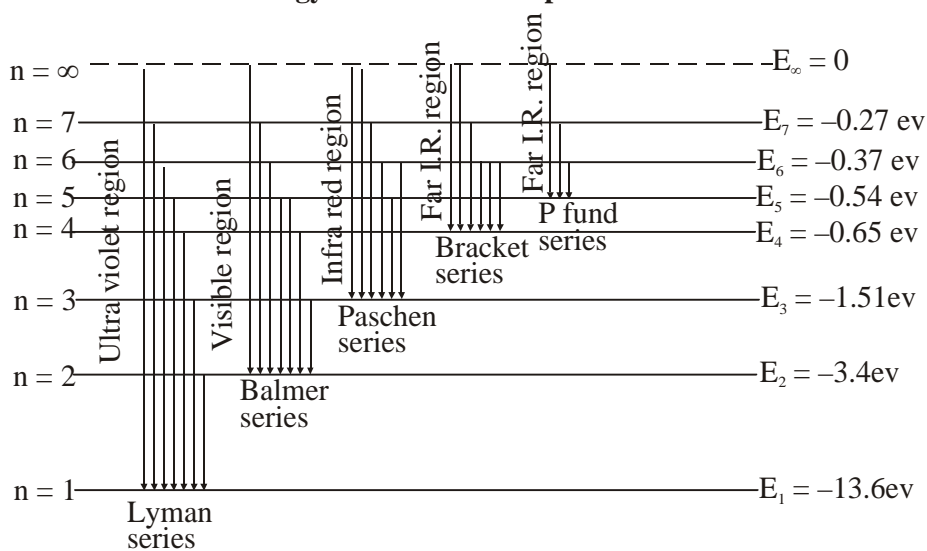 n = ∞
E∞ = 0
n = 7
E7 = –0.27 ev
n = 6
E6 = –0.37 ev
n = 5
E5 = –0.54 ev
n = 4
E4 = –0.65 ev
n = 3
E3 = –1.51ev
n = 2
E2 = –3.4ev
n = 1
E1 = –13.6ev
Ultra violet region
Visible region
Infra red region
Far I.R. region
Far I.R. region
Lyman
series
Balmer
series
Paschen
series
Bracket
series
P fund
series